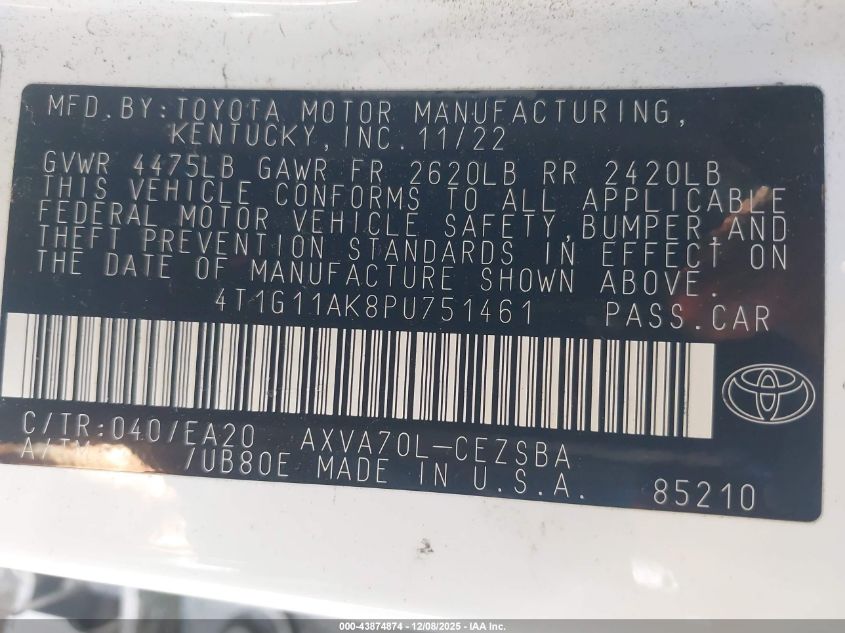 MFD.BY:TOYOTA MOTOR MANUFACTURING,
KENTUCKY,INC. 11/22
GVWR 4475LB GAWR FR 2620LB RR 2420LB
THIS VEHICLE CONFORMS TO ALL APPLICABLE
FEDERAL MOTOR VEHICLE SAFETY,BUMPER,AND
THEFT PREVENTION STANDARDS IN EFFECT ON
THE DATE OF MANUFACTURE SHOWN ABOVE.
4T1G11AK8PU751461 PASS.CAR
C/TR:040/EA20 AXVA70L-CEZSBA
A/TM: /UB80E MADE IN U.S.A. 85210
000-43874874 | 12/08/2025 - IAA Inc.